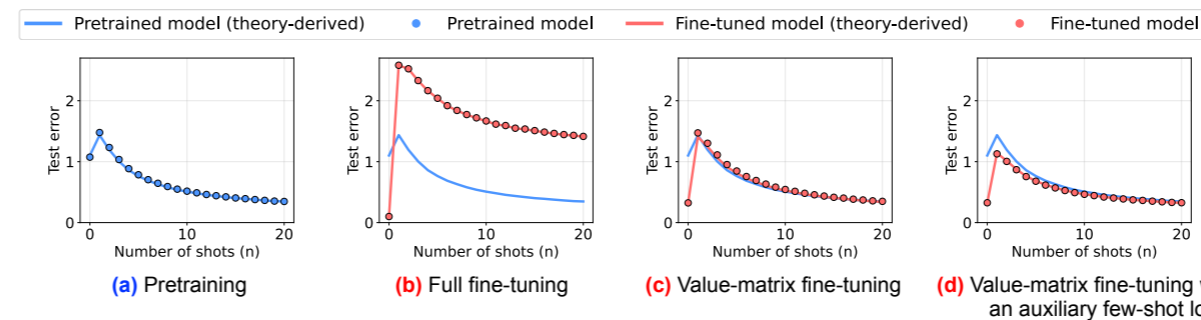 Pretrained model (theory-derived) Pretrained model Fine-tuned model (theory-derived) Fine-tuned model
Test error
2
1
0
0 10 20
Number of shots (n)
(a) Pretraining
Test error
2
1
0
0 10 20
Number of shots (n)
(b) Full fine-tuning
Test error
2
1
0
0 10 20
Number of shots (n)
(c) Value-matrix fine-tuning
Test error
2
1
0
0 10 20
Number of shots (n)
(d) Value-matrix fine-tuning
an auxiliary few-shot